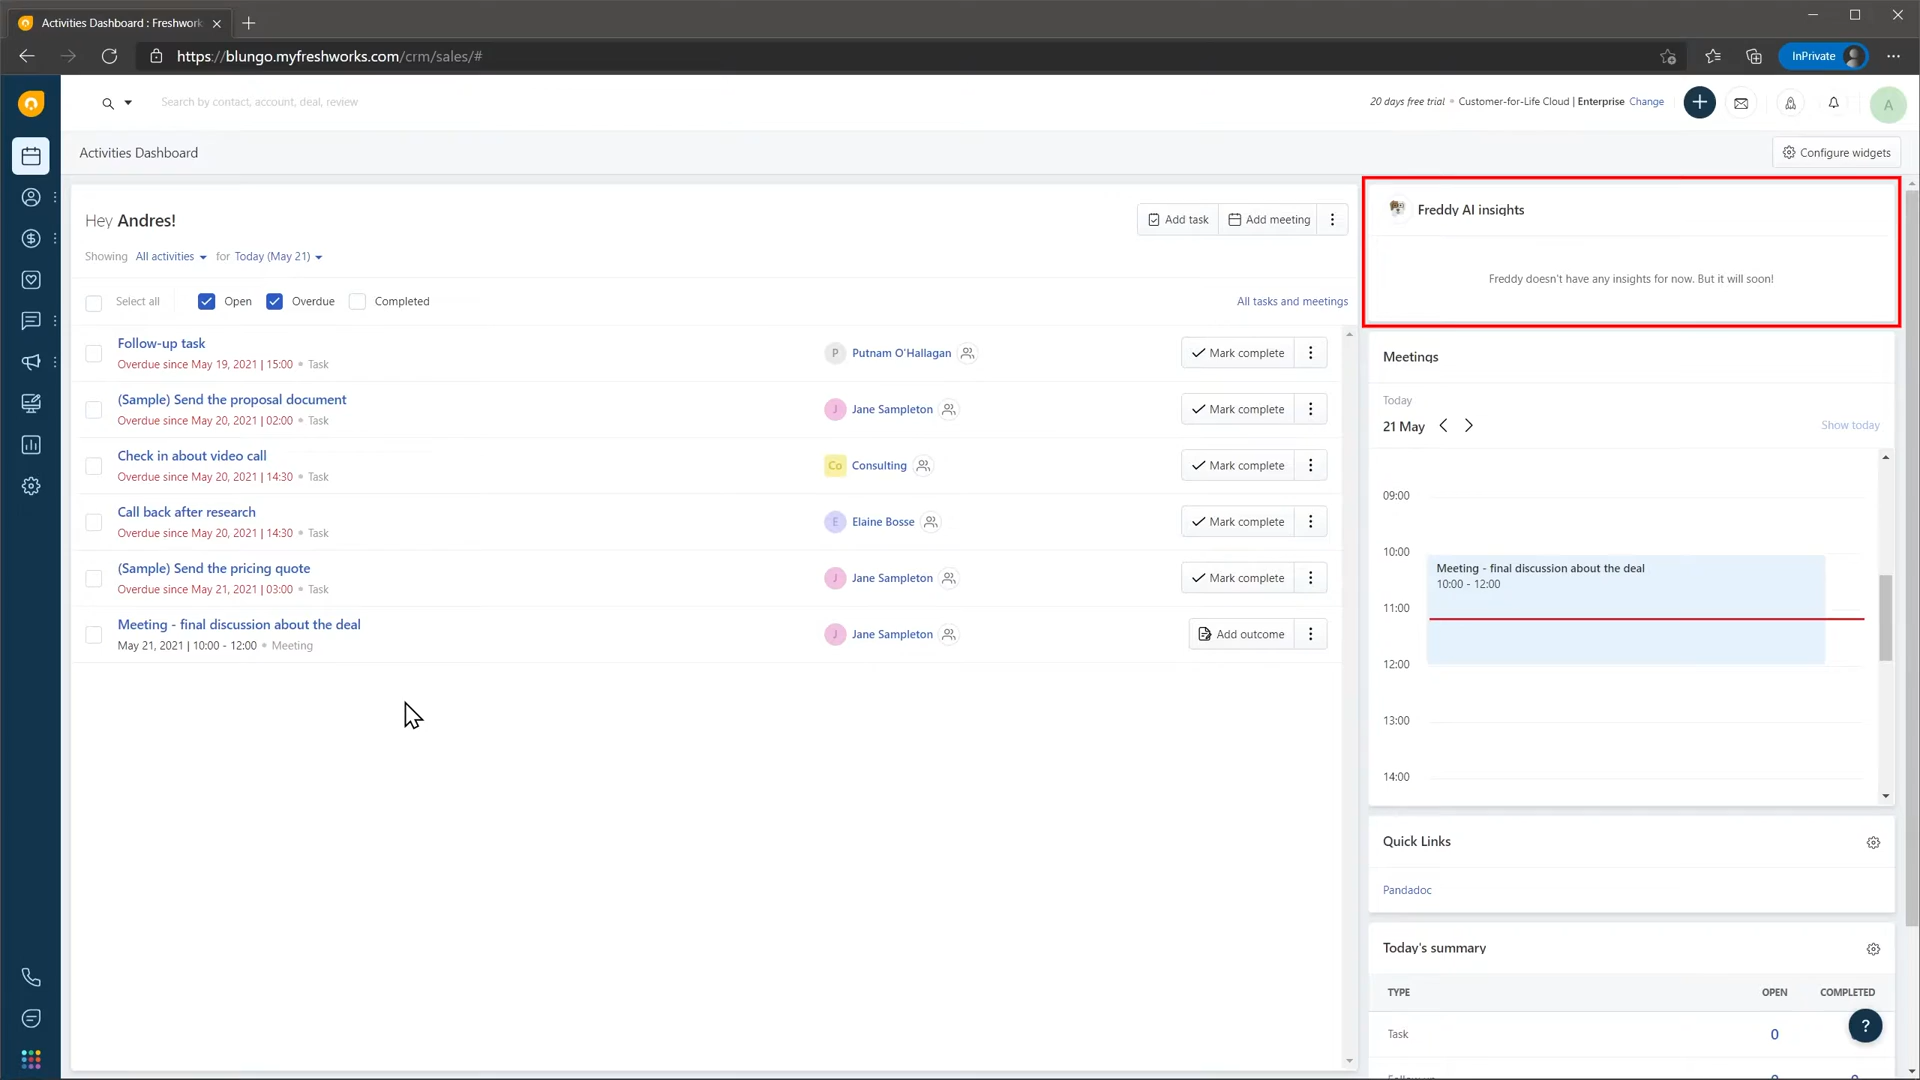 Activities Dashboard : Freshwork
https://blungo.myfreshworks.com/crm/sales/#
InPrivate
Search by contact, account, deal, review
20 days free trial • Customer-for-Life Cloud | Enterprise Change
A
Activities Dashboard
Configure widgets
Hey Andres!
Add task
Add meeting
Showing All activities for Today (May 21)
Select all
Open
Overdue
Completed
All tasks and meetings
Follow-up task
Overdue since May 19, 2021 | 15:00 • Task
P Putnam O'Hallagan
Mark complete
(Sample) Send the proposal document
Overdue since May 20, 2021 | 02:00 • Task
J Jane Sampleton
Mark complete
Check in about video call
Overdue since May 20, 2021 | 14:30 • Task
Co Consulting
Mark complete
Call back after research
Overdue since May 20, 2021 | 14:30 • Task
E Elaine Bosse
Mark complete
(Sample) Send the pricing quote
Overdue since May 21, 2021 | 03:00 • Task
J Jane Sampleton
Mark complete
Meeting - final discussion about the deal
May 21, 2021 | 10:00 - 12:00 • Meeting
J Jane Sampleton
Add outcome
Freddy AI insights
Freddy doesn't have any insights for now. But it will soon!
Meetings
Today
21 May
Show today
09:00
10:00
Meeting - final discussion about the deal
10:00 - 12:00
11:00
12:00
13:00
14:00
Quick Links
Pandadoc
Today's summary
TYPE OPEN COMPLETED
Task 0
?